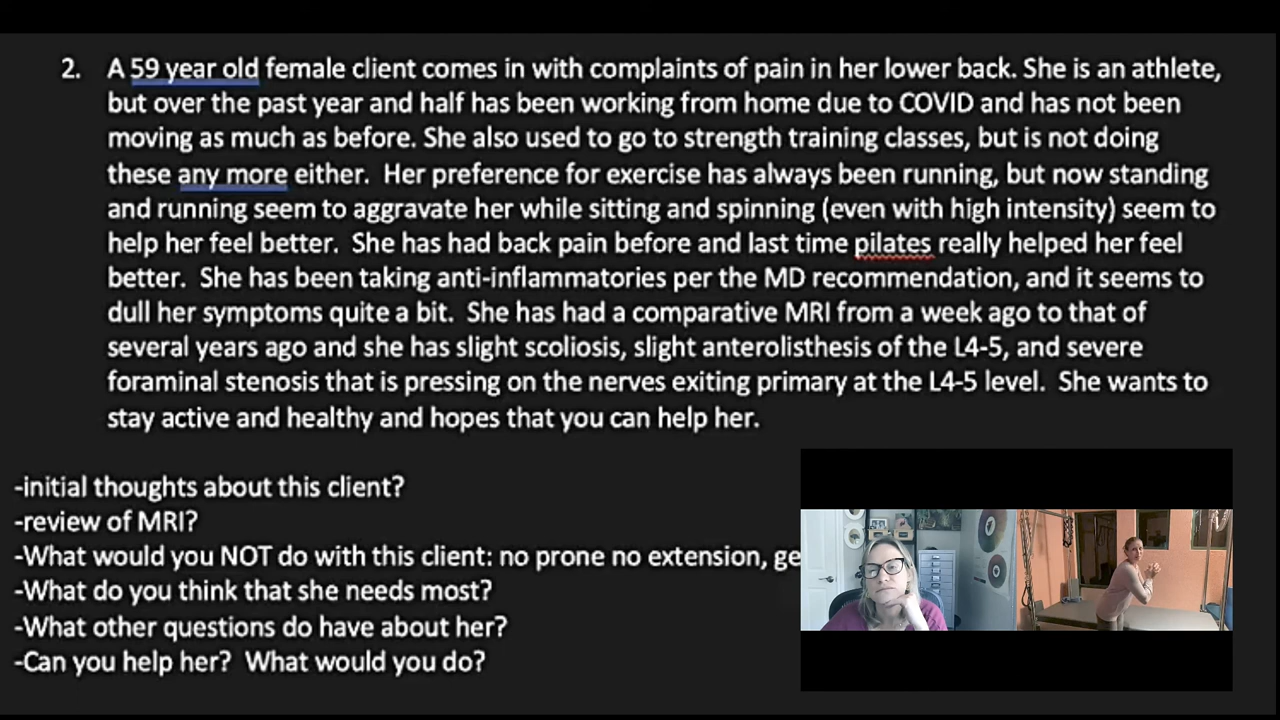 2. A 59 year old female client comes in with complaints of pain in her lower back. She is an athlete,
but over the past year and half has been working from home due to COVID and has not been
moving as much as before. She also used to go to strength training classes, but is not doing
these any more either. Her preference for exercise has always been running, but now standing
and running seem to aggravate her while sitting and spinning (even with high intensity) seem to
help her feel better. She has had back pain before and last time pilates really helped her feel
better. She has been taking anti-inflammatories per the MD recommendation, and it seems to
dull her symptoms quite a bit. She has had a comparative MRI from a week ago to that of
several years ago and she has slight scoliosis, slight anterolisthesis of the L4-5, and severe
foraminal stenosis that is pressing on the nerves exiting primary at the L4-5 level. She wants to
stay active and healthy and hopes that you can help her.
-initial thoughts about this client?
-review of MRI?
-What would you NOT do with this client: no prone no extension,
-What do you think that she needs most?
-What other questions do have about her?
-Can you help her? What would you do?